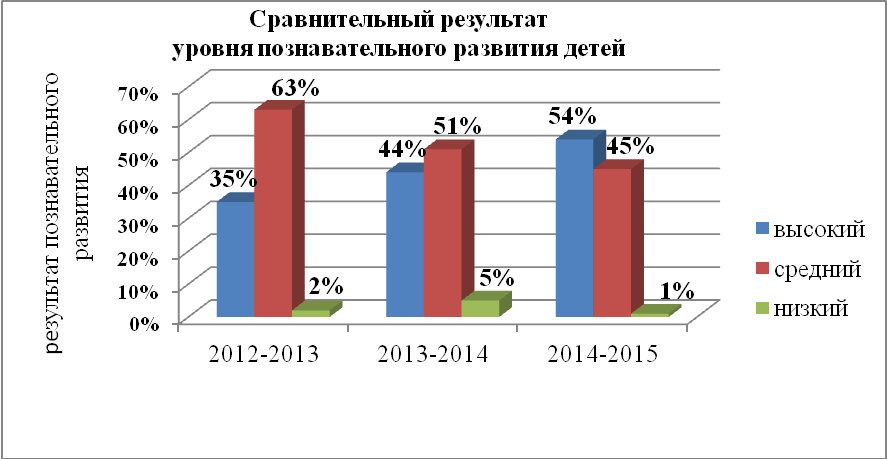 Сравнительный результат
уровня познавательного развития детей
результат познавательного
развития
70%
60%
50%
40%
30%
20%
10%
0%
35%
63%
2%
44%
51%
5%
54%
45%
1%
2012-2013
2013-2014
2014-2015
высокий
средний
низкий